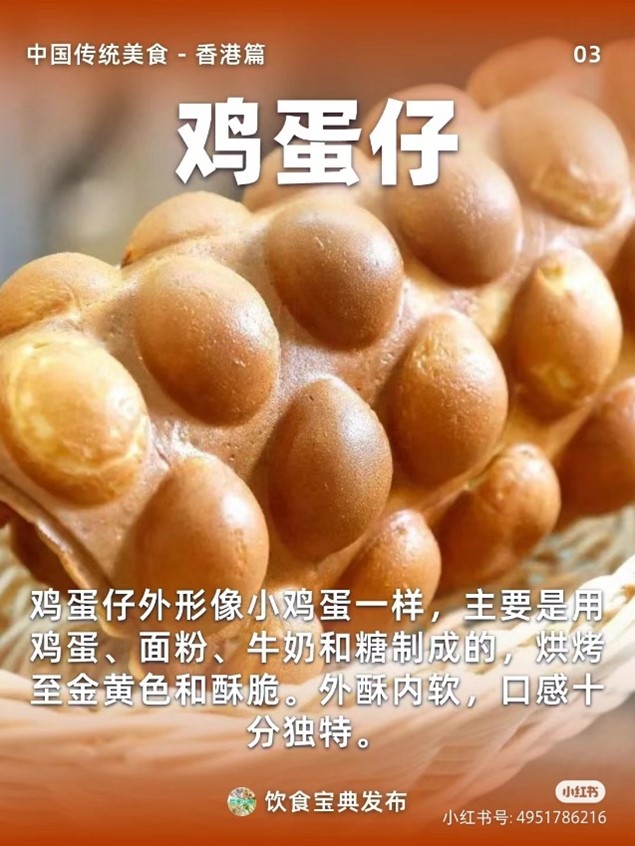 中国传统美食 - 香港篇
03
鸡蛋仔
鸡蛋仔外形像小鸡蛋一样，主要是用
鸡蛋、面粉、牛奶和糖制成的，烘烤
至金黄色和酥脆。外酥内软，口感十
分独特。
饮食宝典发布
小红书
小红书号: 4951786216